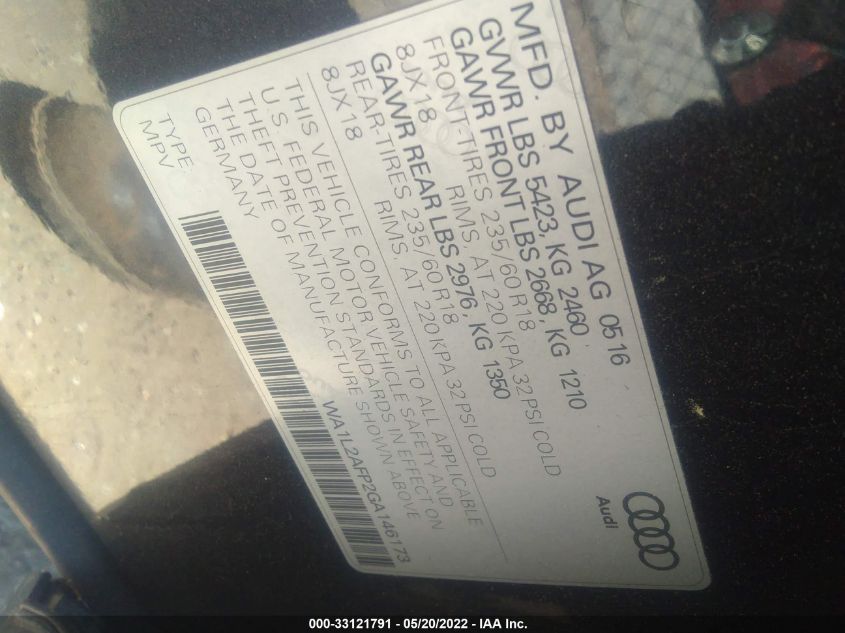 MFD. BY AUDI AG 05 16
GVWR LBS 5423, KG 2460
GAWR FRONT LBS 2668, KG 1210
FRONT-TIRES 235/60 R18
8JX18 RIMS, AT 220 KPA 32 PSI COLD
GAWR REAR LBS 2976, KG 1350
REAR-TIRES 235/60 R18
8JX18 RIMS, AT 220 KPA 32 PSI COLD
THIS VEHICLE CONFORMS TO ALL APPLICABLE
U.S. FEDERAL MOTOR VEHICLE SAFETY AND
THEFT PREVENTION STANDARDS IN EFFECT ON
THE DATE OF MANUFACTURE SHOWN ABOVE
GERMANY
WA1L2AFP2GA146173
TYPE
MPV
Audi
000-33121791 - 05/20/2022 - IAA Inc.